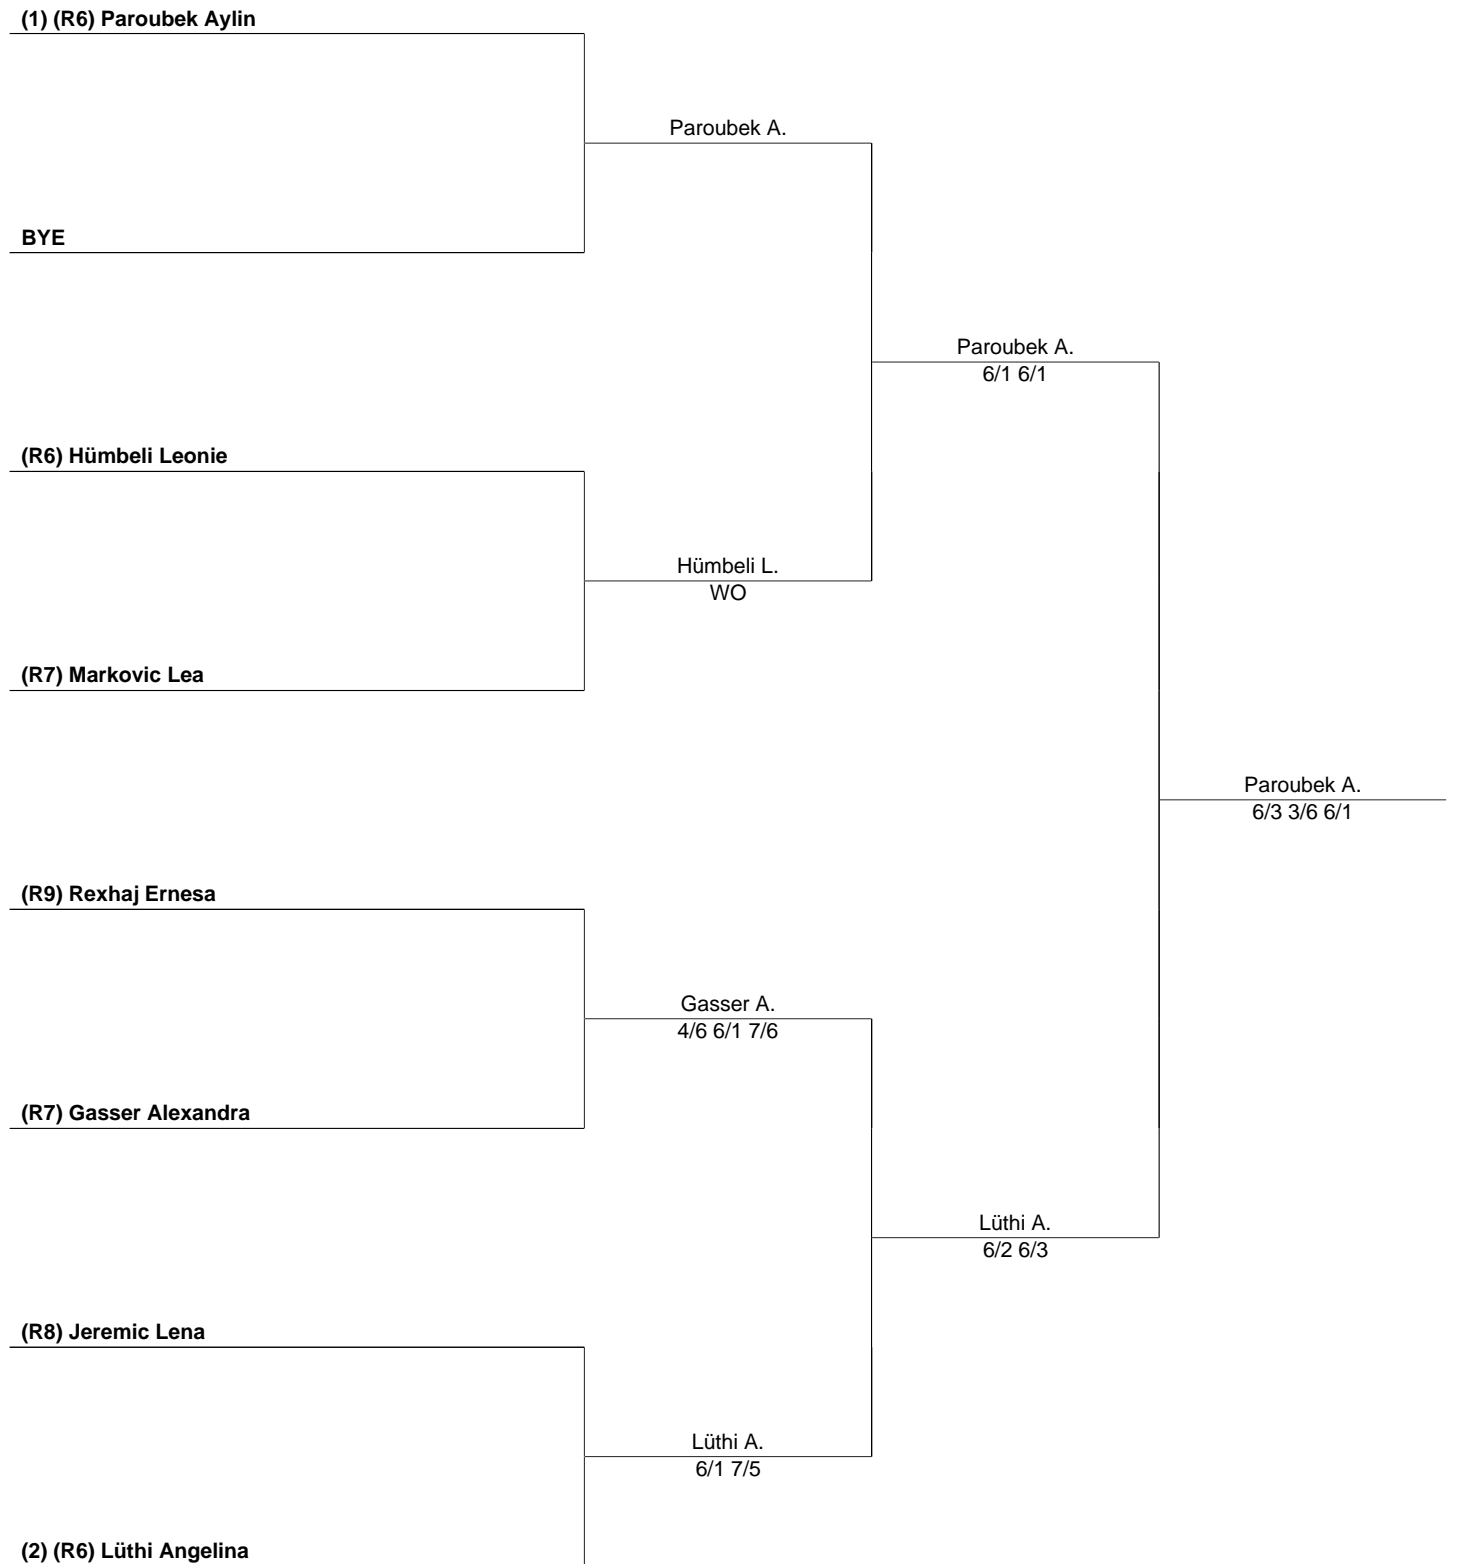 (1) (R6) Paroubek Aylin
Paroubek A.
BYE
Paroubek A.
6/1 6/1
(R6) Hümbeli Leonie
Hümbeli L.
WO
(R7) Markovic Lea
Paroubek A.
6/3 3/6 6/1
(R9) Rexhaj Ernesa
Gasser A.
4/6 6/1 7/6
(R7) Gasser Alexandra
Lüthi A.
6/2 6/3
(R8) Jeremic Lena
Lüthi A.
6/1 7/5
(2) (R6) Lüthi Angelina